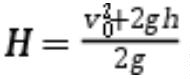 H = \frac{v_0^2+2gh}{2g}